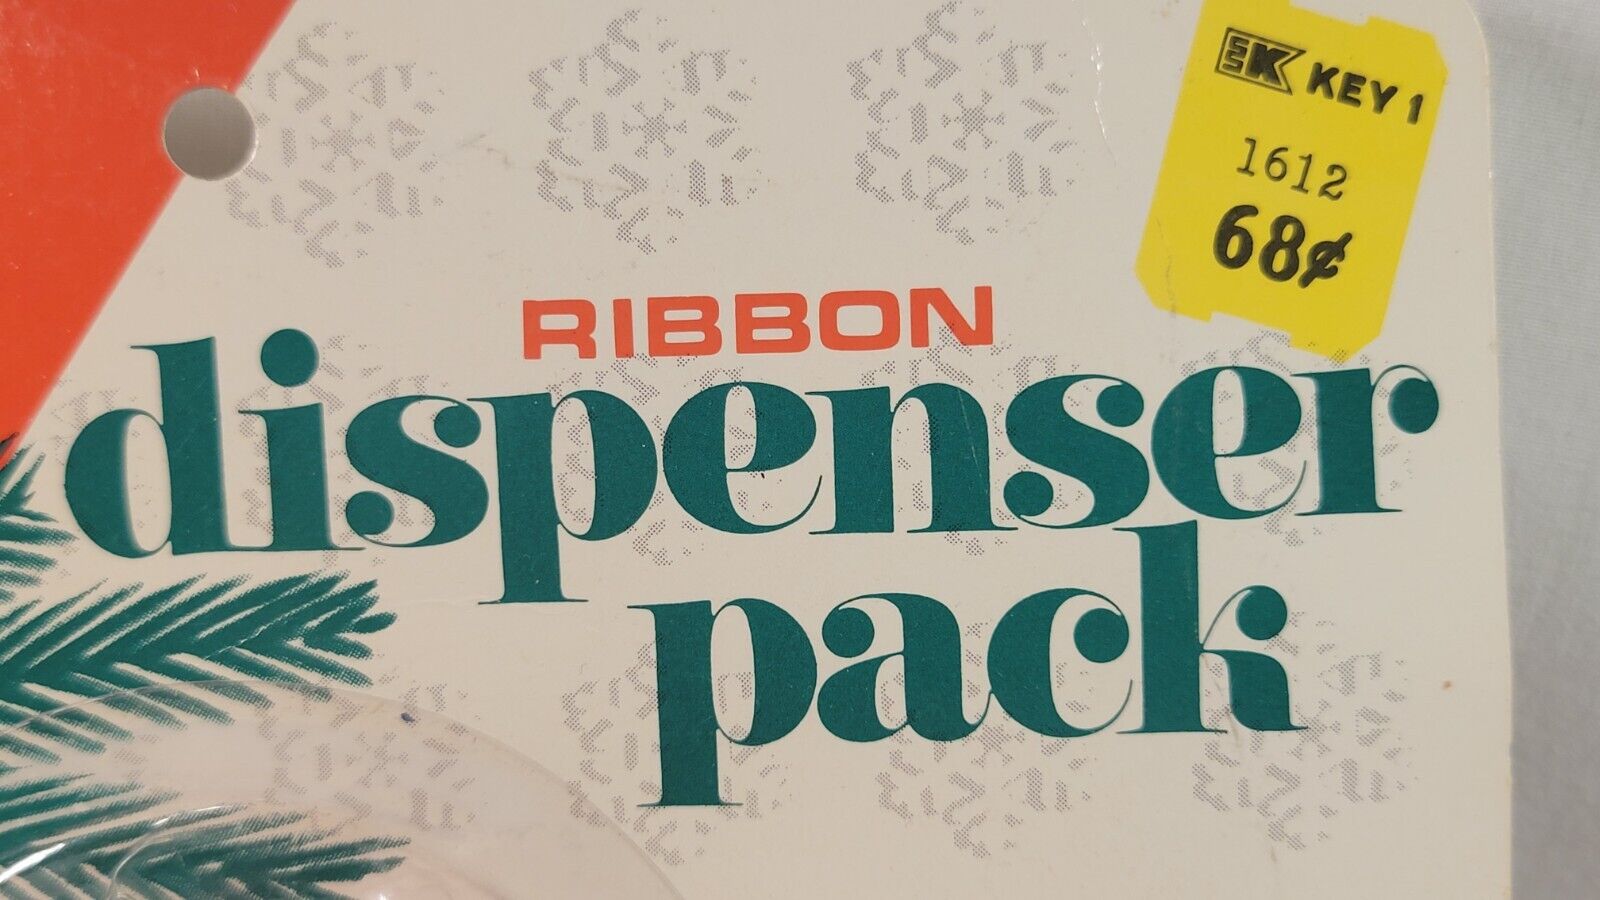 KEY 1
1612
68¢
RIBBON
dispenser
pack